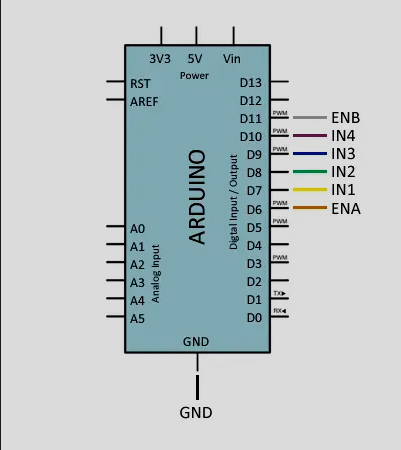 3V3 5V Vin
Power
RST D13
AREF D12
PWM
D11 ENB
PWM
D10 IN4
PWM
D9 IN3
D8 IN2
D7 IN1
PWM
D6 ENA
PWM
A0 D5
A1 D4
PWM
A2 D3
A3 D2
TX▶
A4 D1
RX◀
A5 D0
ARDUINO
Digtal Input / Output
Analog Input
GND
GND